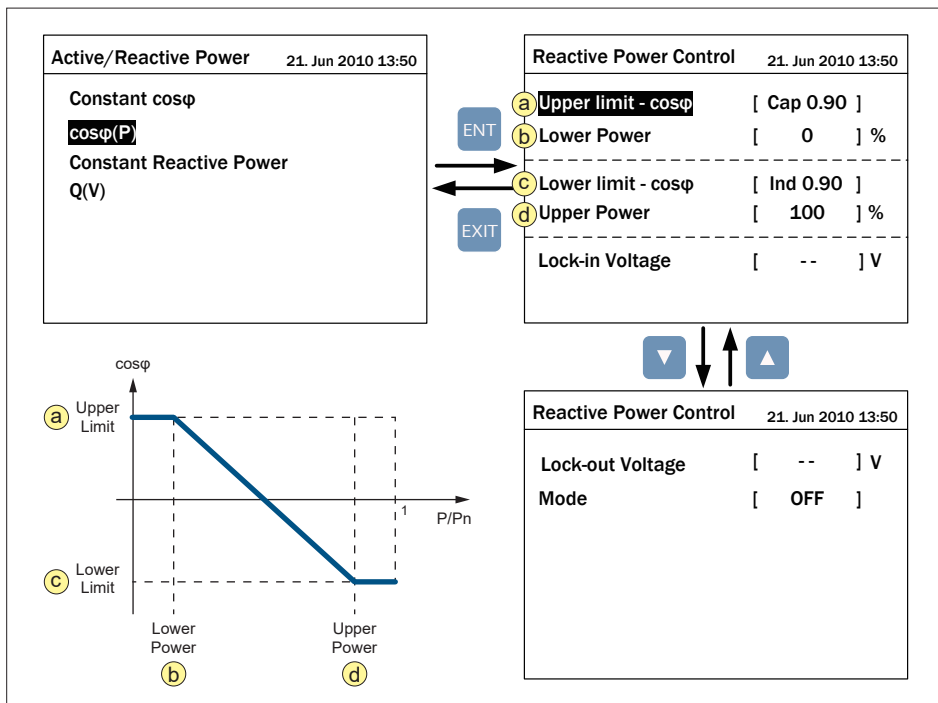 Active/Reactive Power 21. Jun 2010 13:50
Constant cosφ
cosφ(P)
Constant Reactive Power
Q(V)
ENT
EXIT
Reactive Power Control 21. Jun 2010 13:50
a Upper limit - cosφ [ Cap 0.90 ]
b Lower Power [ 0 ] %
c Lower limit - cosφ [ Ind 0.90 ]
d Upper Power [ 100 ] %
Lock-in Voltage [ -- ] V
▼ ▲
Reactive Power Control 21. Jun 2010 13:50
Lock-out Voltage [ -- ] V
Mode [ OFF ]
cosφ
a Upper
Limit
1
P/Pn
c Lower
Limit
Lower
Power
b
Upper
Power
d